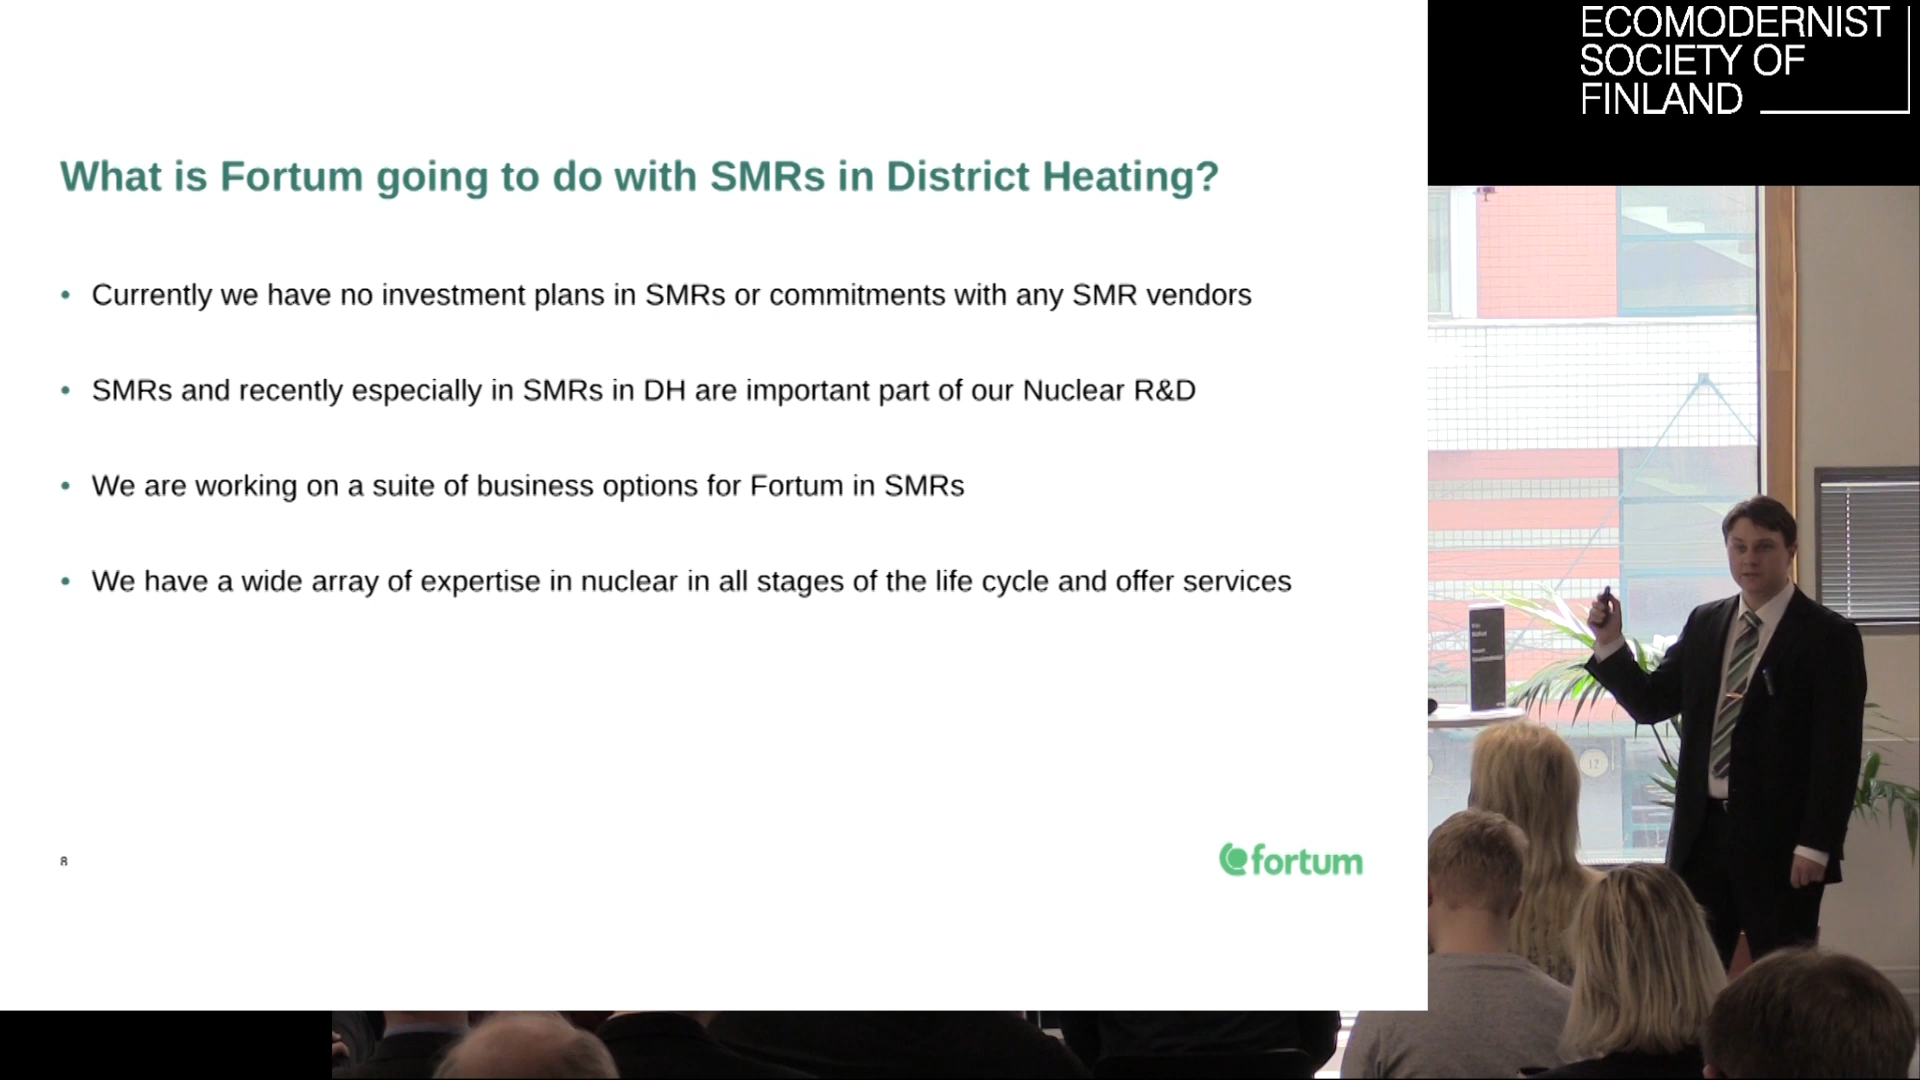 ECOMODERNIST
SOCIETY OF
FINLAND
What is Fortum going to do with SMRs in District Heating?
• Currently we have no investment plans in SMRs or commitments with any SMR vendors
• SMRs and recently especially in SMRs in DH are important part of our Nuclear R&D
• We are working on a suite of business options for Fortum in SMRs
• We have a wide array of expertise in nuclear in all stages of the life cycle and offer services
8
fortum
12